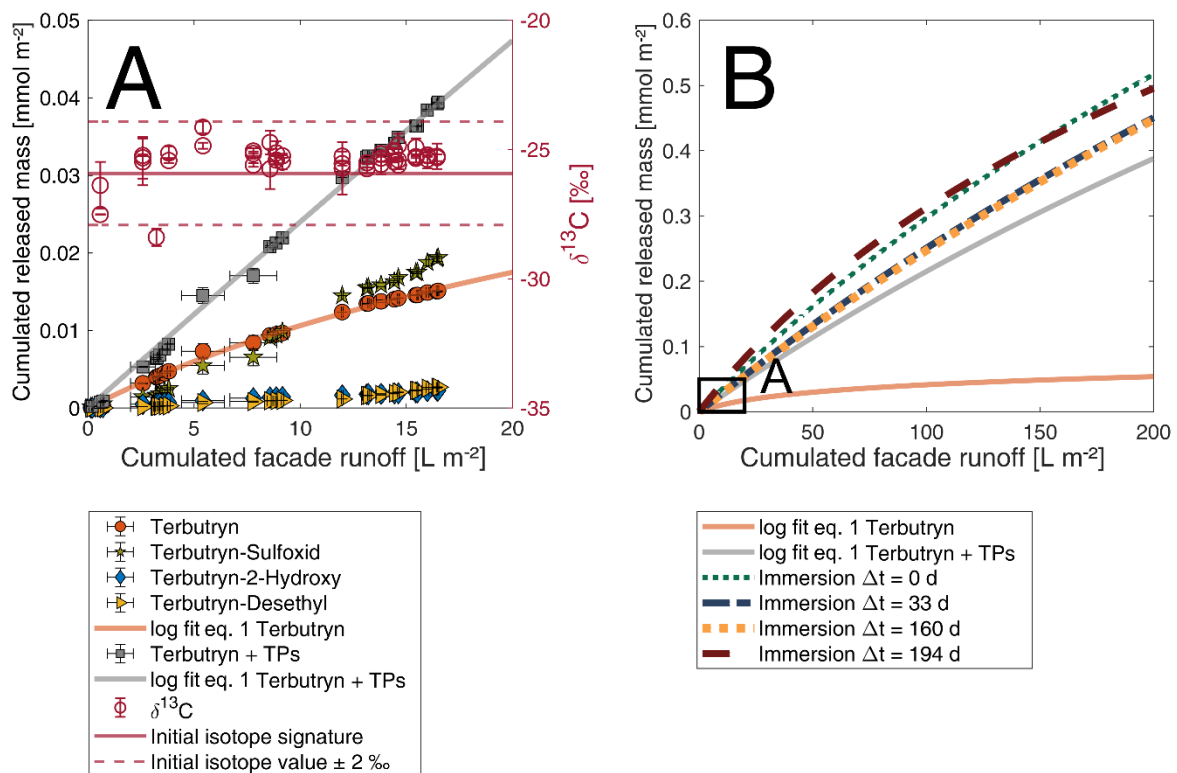 A
0.05
0.04
0.03
0.02
0.01
0
Cumulated released mass [mmol m⁻²]
-20
-25
-30
-35
δ¹³C [‰]
0 5 10 15 20
Cumulated facade runoff [L m⁻²]
Terbutryn
Terbutryn-Sulfoxid
Terbutryn-2-Hydroxy
Terbutryn-Desethyl
log fit eq. 1 Terbutryn
Terbutryn + TPs
log fit eq. 1 Terbutryn + TPs
δ¹³C
Initial isotope signature
Initial isotope value ± 2 ‰
B
0.6
0.5
0.4
0.3
0.2
0.1
0
Cumulated released mass [mmol m⁻²]
A
0 50 100 150 200
Cumulated facade runoff [L m⁻²]
log fit eq. 1 Terbutryn
log fit eq. 1 Terbutryn + TPs
Immersion Δt = 0 d
Immersion Δt = 33 d
Immersion Δt = 160 d
Immersion Δt = 194 d